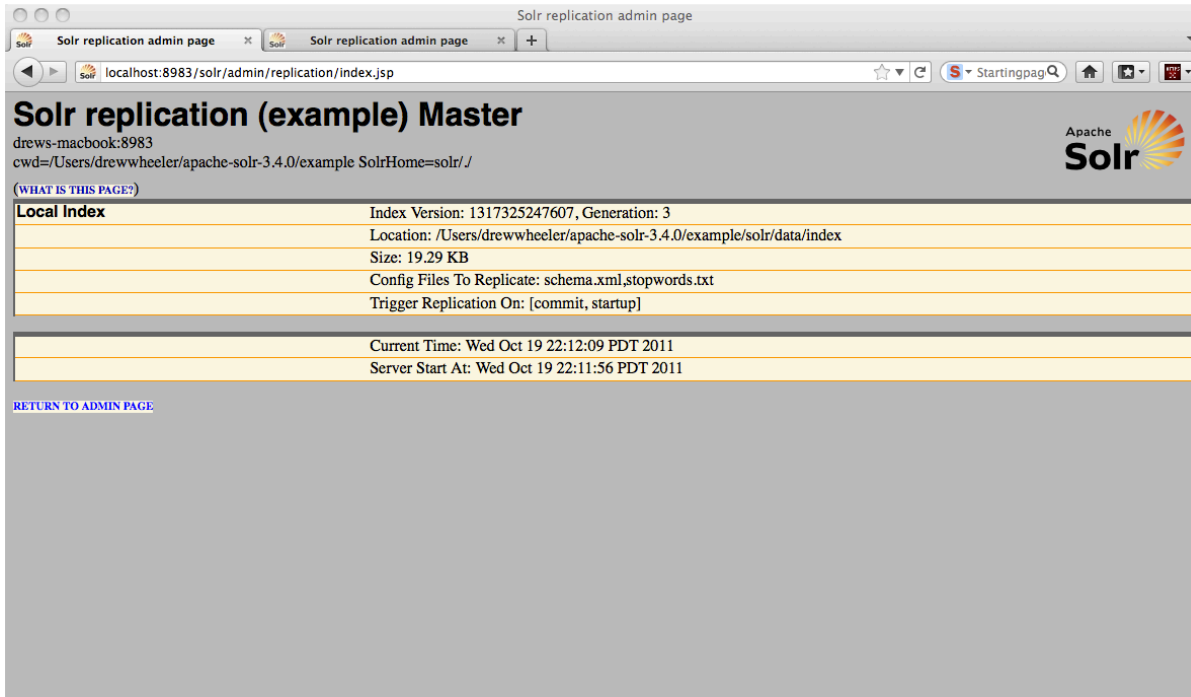 Solr replication admin page
Solr Solr replication admin page × Solr Solr replication admin page × +
Solr localhost:8983/solr/admin/replication/index.jsp S Startingpag
Solr replication (example) Master
drews-macbook:8983
cwd=/Users/drewwheeler/apache-solr-3.4.0/example SolrHome=solr/./
(WHAT IS THIS PAGE?)
Apache
Solr
Local Index Index Version: 1317325247607, Generation: 3
Location: /Users/drewwheeler/apache-solr-3.4.0/example/solr/data/index
Size: 19.29 KB
Config Files To Replicate: schema.xml,stopwords.txt
Trigger Replication On: [commit, startup]
Current Time: Wed Oct 19 22:12:09 PDT 2011
Server Start At: Wed Oct 19 22:11:56 PDT 2011
RETURN TO ADMIN PAGE